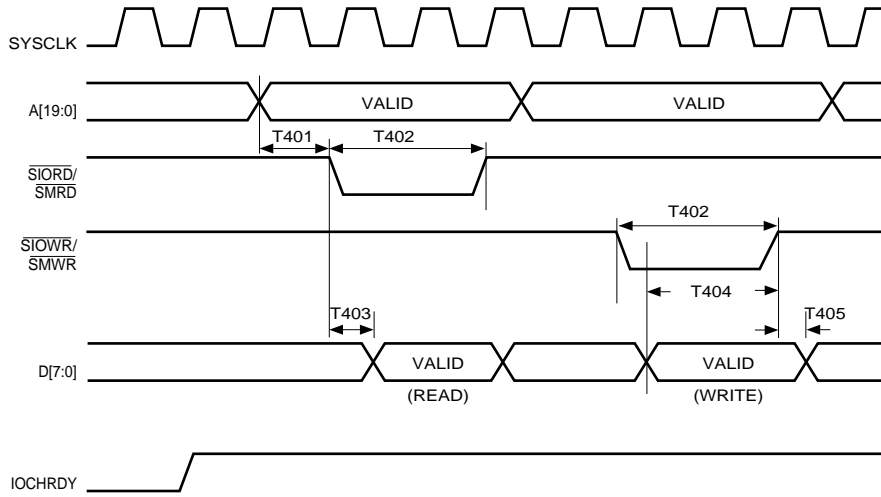 SYSCLK
A[19:0]
VALID
VALID
T401
T402
SIORD/
SMRD
T402
SIOWR/
SMWR
T404
T403
T405
D[7:0]
VALID
VALID
(READ)
(WRITE)
IOCHRDY